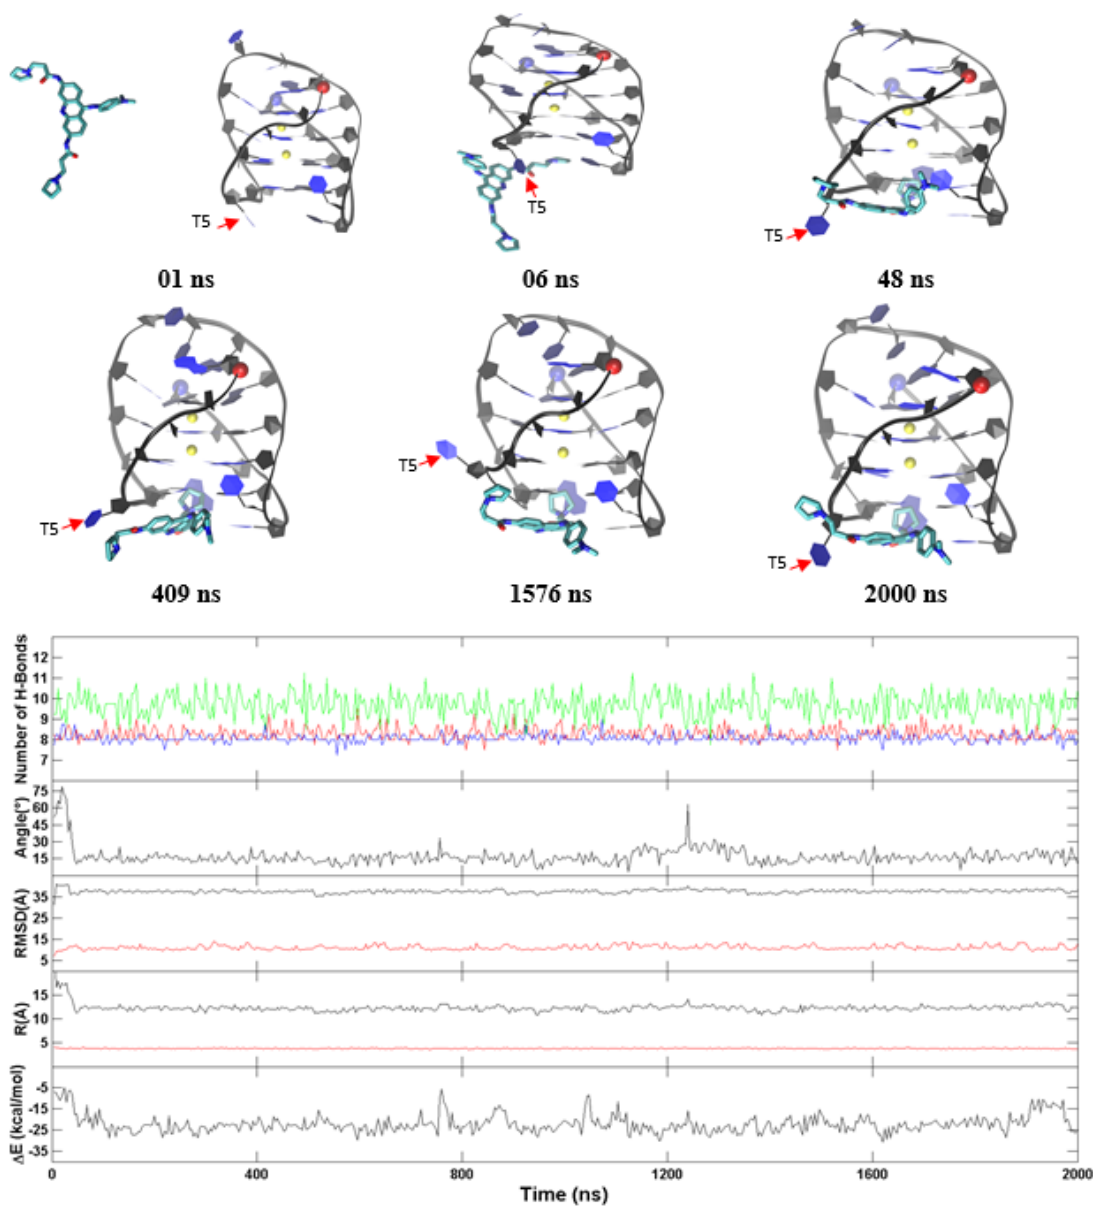 T5
T5
T5
01 ns
06 ns
48 ns
T5
T5
T5
409 ns
1576 ns
2000 ns
Number of H-Bonds
12
11
10
9
8
7
Angle(°)
75
60
45
30
15
RMSD(A)
35
25
15
5
R(A)
15
10
5
ΔE (kcal/mol)
-5
-15
-25
-35
0
400
800
1200
1600
2000
Time (ns)